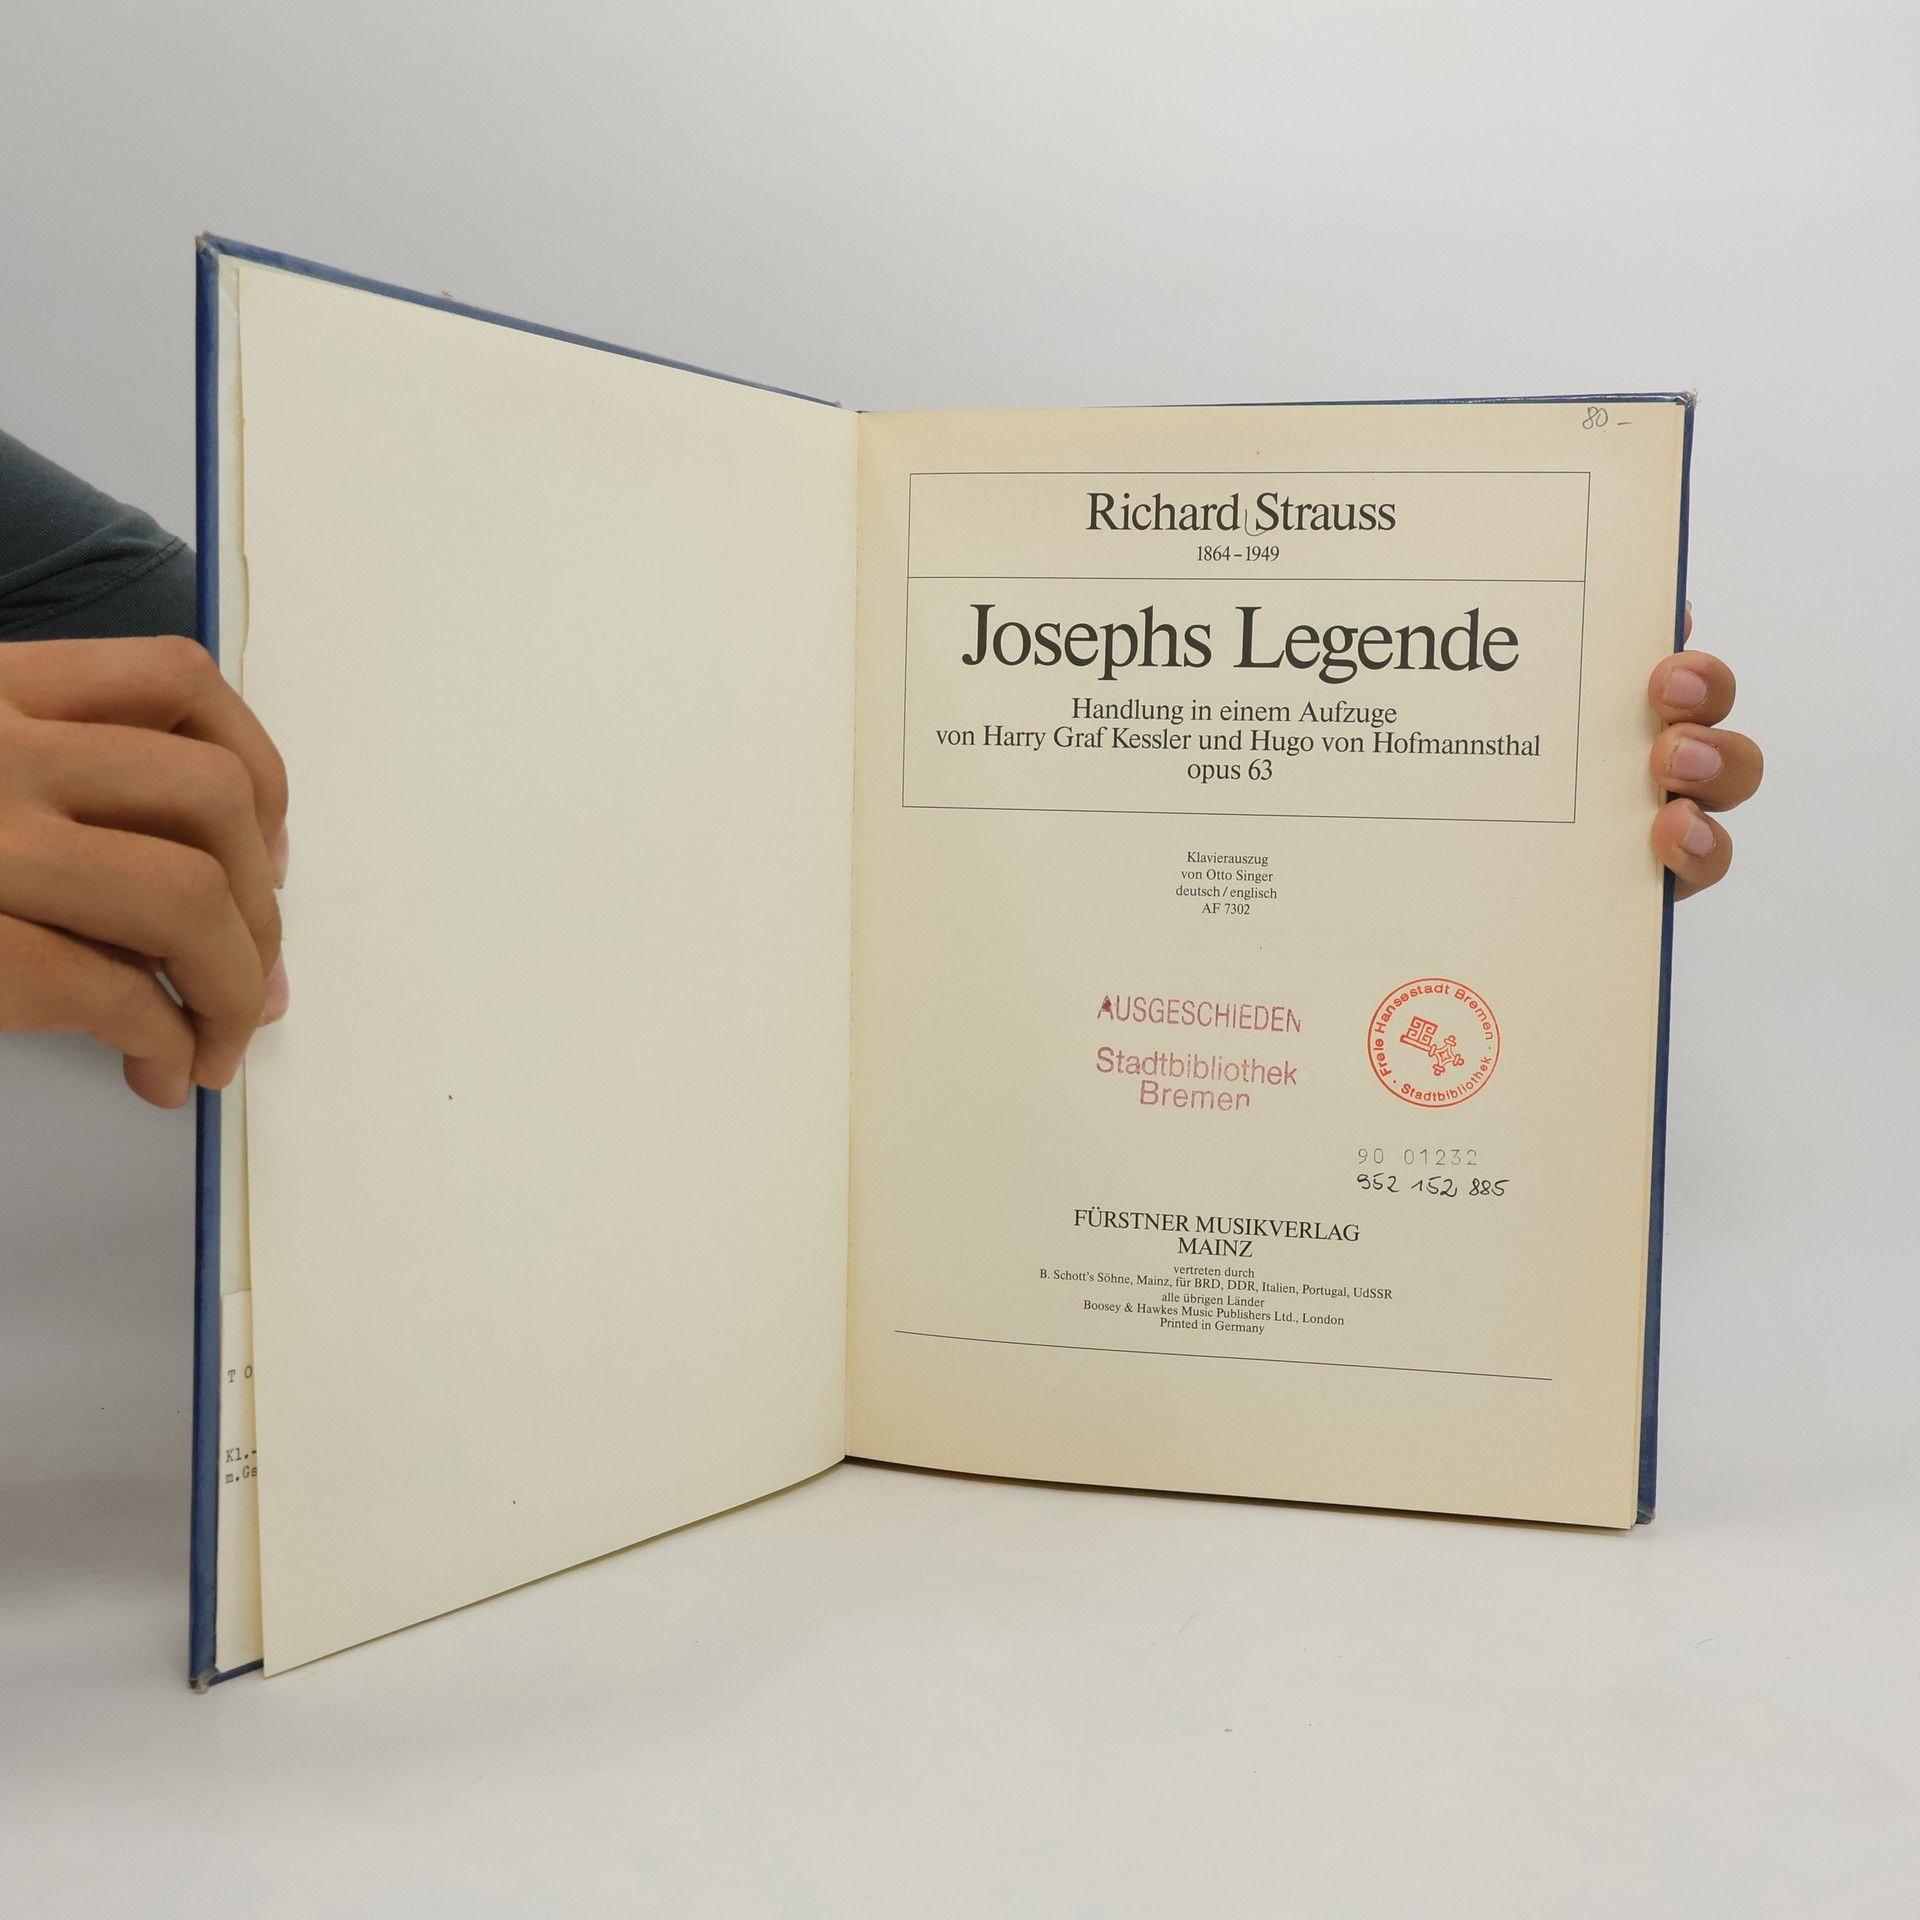 80.–
Richard Strauss
1864–1949
Josephs Legende
Handlung in einem Aufzuge
von Harry Graf Kessler und Hugo von Hofmannsthal
opus 63
Klavierauszug
von Otto Singer
deutsch / englisch
AF 7302
AUSGESCHIEDEN
Stadtbibliothek
Bremen
Freie Hansestadt Bremen · Stadtbibliothek ·
90 01232
952 152 885
FÜRSTNER MUSIKVERLAG
MAINZ
vertreten durch
B. Schott's Söhne, Mainz, für BRD, DDR, Italien, Portugal, UdSSR
alle übrigen Länder
Boosey & Hawkes Music Publishers Ltd., London
Printed in Germany
T O
Kl.-
m.Gs